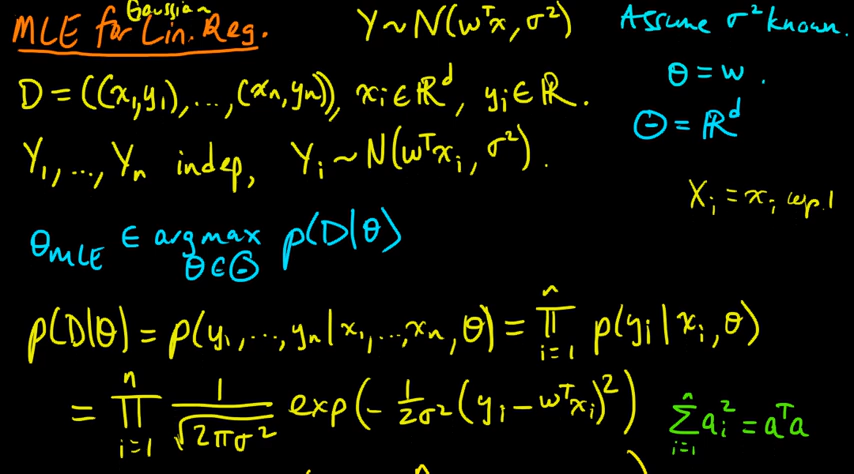 MLE for Gaussian Lin. Reg. Y ~ N(wᵀx, σ²) Assume σ² known.
θ = w .
D = ((x₁,y₁), ..., (xₙ,yₙ)), xᵢ ∈ ℝᵈ, yᵢ ∈ ℝ.
Θ = ℝᵈ
Y₁, ..., Yₙ indep, Yᵢ ~ N(wᵀxᵢ, σ²).
Xᵢ = xᵢ wp. 1
θ_MLE ∈ argmax_{θ∈Θ} p(D|θ)
p(D|θ) = p(y₁, ..., yₙ | x₁, ..., xₙ, θ) = ∏_{i=1}^{n} p(yᵢ | xᵢ, θ)
= ∏_{i=1}^{n} 1/√(2πσ²) exp(-1/(2σ²) (yᵢ - wᵀxᵢ)²)
∑_{i=1}^{n} aᵢ² = aᵀa